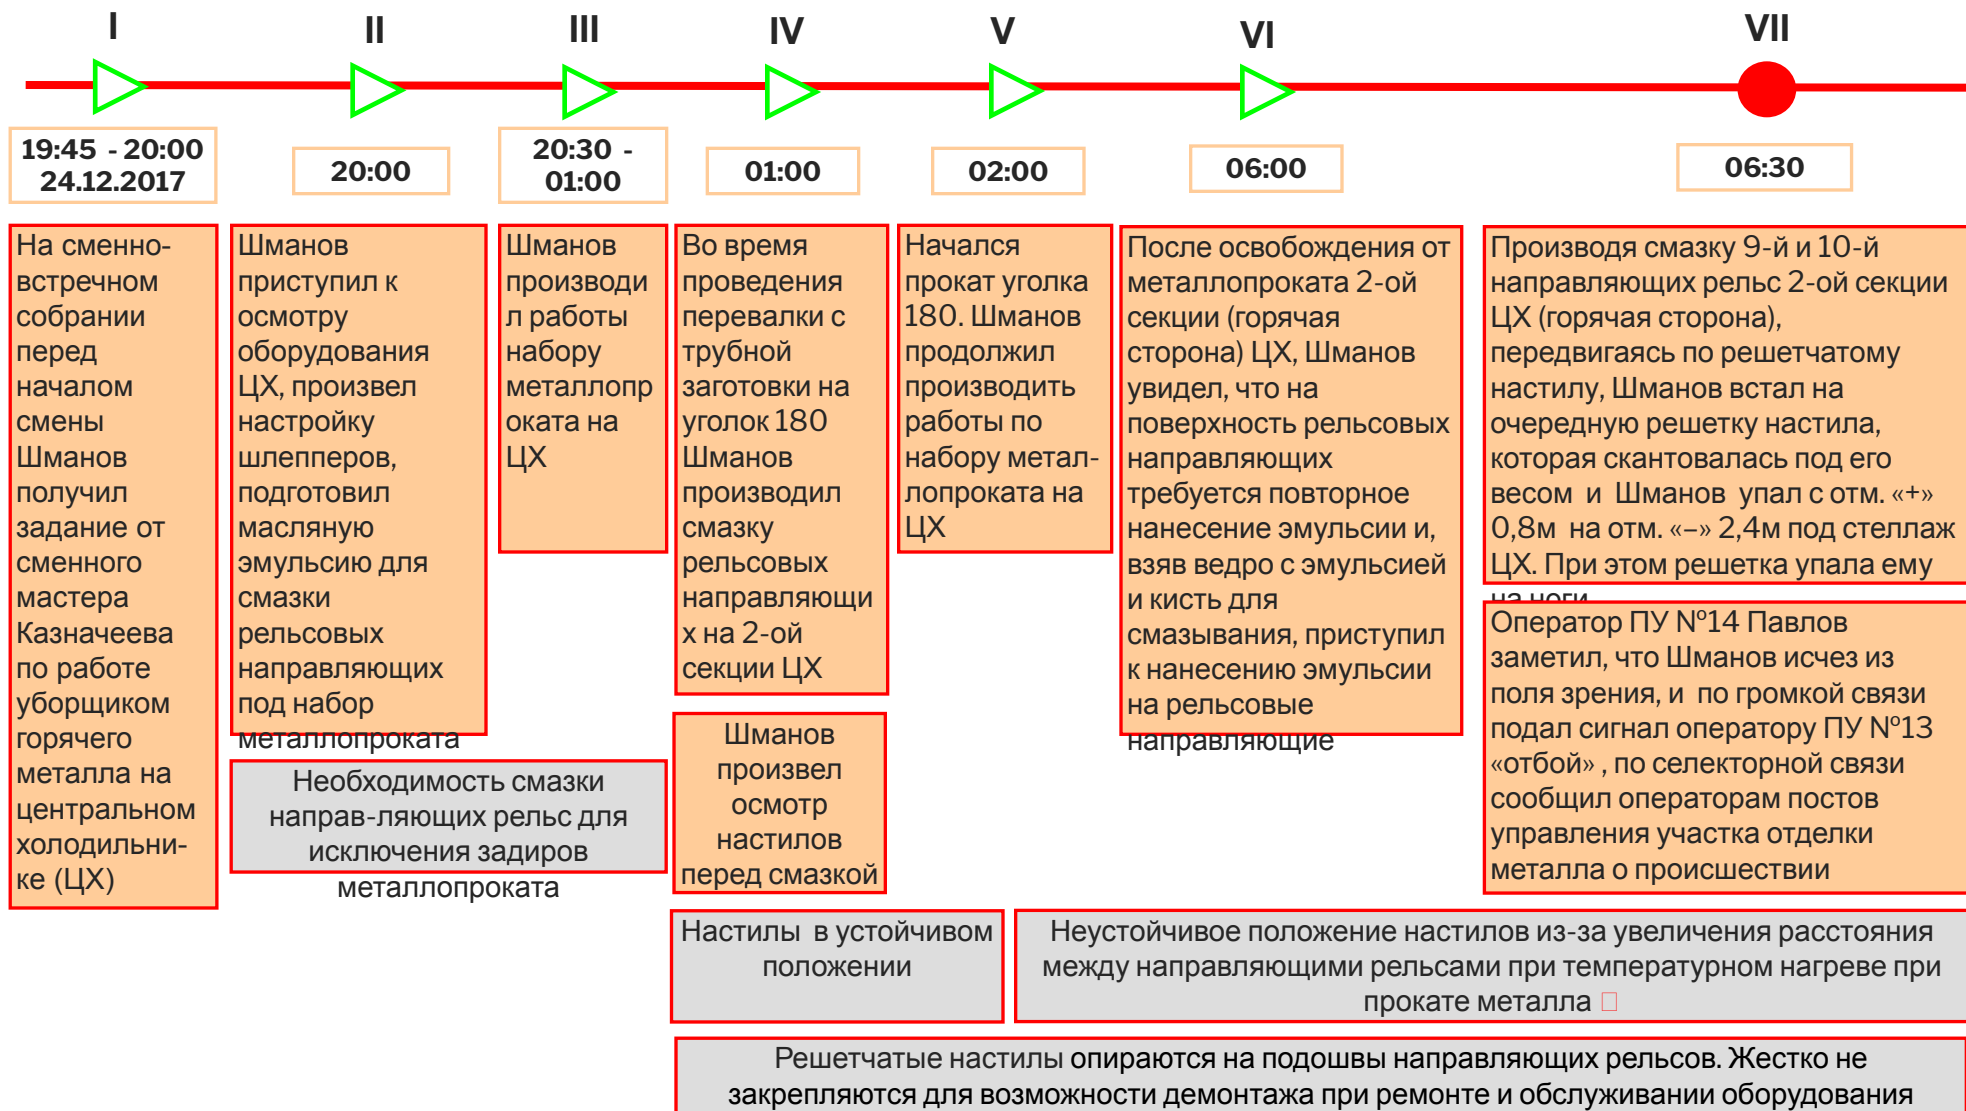 I
II
III
IV
V
VI
VII
19:45 - 20:00
24.12.2017
20:00
20:30 -
01:00
01:00
02:00
06:00
06:30
На сменно-
встречном
собрании
перед
началом
смены
Шманов
получил
задание от
сменного
мастера
Казначеева
по работе
уборщиком
горячего
металла на
центральном
холодильни-
ке (ЦХ)
Шманов
приступил к
осмотру
оборудования
ЦХ, произвел
настройку
шлепперов,
подготовил
масляную
эмульсию для
смазки
рельсовых
направляющих
под набор
металлопроката
Необходимость смазки
направ-ляющих рельс для
исключения задиров
металлопроката
Шманов
производи
л работы
набору
металлопр
оката на
ЦХ
Во время
проведения
перевалки с
трубной
заготовки на
уголок 180
Шманов
производил
смазку
рельсовых
направляющи
х на 2-ой
секции ЦХ
Шманов
произвел
осмотр
настилов
перед смазкой
Начался
прокат уголка
180. Шманов
продолжил
производить
работы по
набору метал-
лопроката на
ЦХ
После освобождения от
металлопроката 2-ой
секции (горячая
сторона) ЦХ, Шманов
увидел, что на
поверхность рельсовых
направляющих
требуется повторное
нанесение эмульсии и,
взяв ведро с эмульсией
и кисть для
смазывания, приступил
к нанесению эмульсии
на рельсовые
направляющие
Производя смазку 9-й и 10-й
направляющих рельс 2-ой секции
ЦХ (горячая сторона),
передвигаясь по решетчатому
настилу, Шманов встал на
очередную решетку настила,
которая скантовалась под его
весом и Шманов упал с отм. «+»
0,8м на отм. «–» 2,4м под стеллаж
ЦХ. При этом решетка упала ему
на ноги
Оператор ПУ №14 Павлов
заметил, что Шманов исчез из
поля зрения, и по громкой связи
подал сигнал оператору ПУ №13
«отбой» , по селекторной связи
сообщил операторам постов
управления участка отделки
металла о происшествии
Настилы в устойчивом
положении
Неустойчивое положение настилов из-за увеличения расстояния
между направляющими рельсами при температурном нагреве при
прокате металла
Решетчатые настилы опираются на подошвы направляющих рельсов. Жестко не
закрепляются для возможности демонтажа при ремонте и обслуживании оборудования